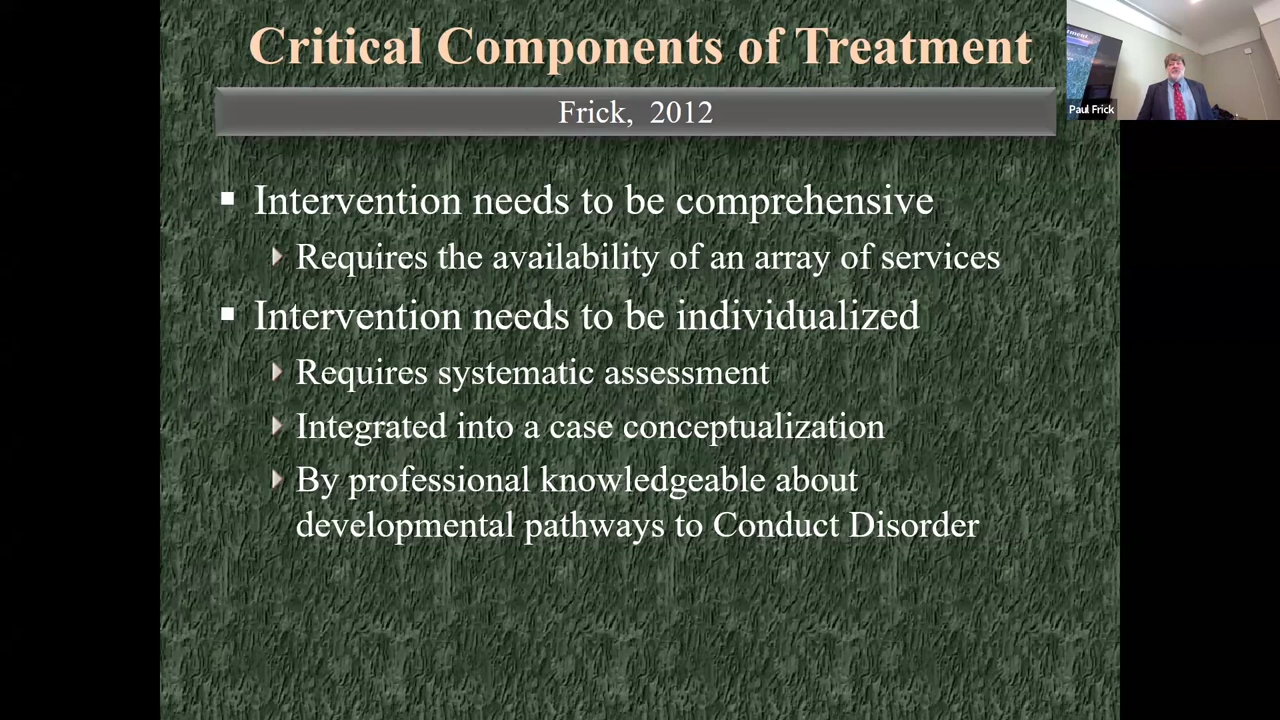 Critical Components of Treatment
Frick, 2012
Paul Frick
Intervention needs to be comprehensive
Requires the availability of an array of services
Intervention needs to be individualized
Requires systematic assessment
Integrated into a case conceptualization
By professional knowledgeable about
developmental pathways to Conduct Disorder